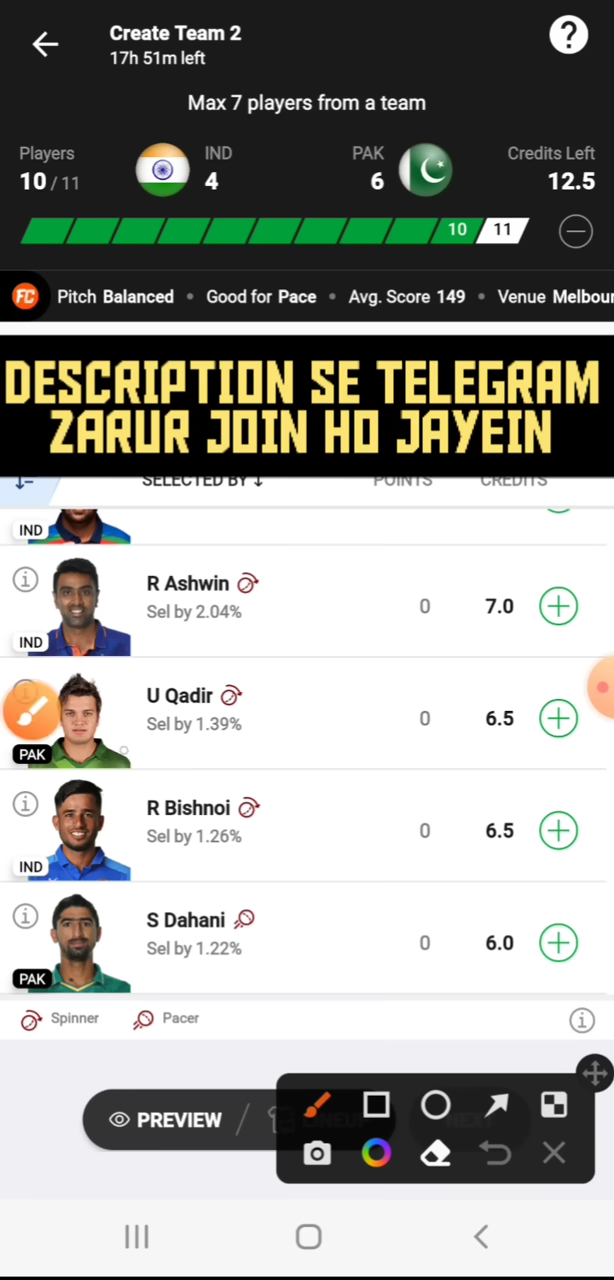 Create Team 2
17h 51m left
?
Max 7 players from a team
Players
10 / 11
IND
4
PAK
6
Credits Left
12.5
10 11
FC Pitch Balanced • Good for Pace • Avg. Score 149 • Venue Melbour
DESCRIPTION SE TELEGRAM
ZARUR JOIN HO JAYEIN
SELECTED BY ↓ POINTS CREDITS
IND
R Ashwin
Sel by 2.04%
0 7.0
IND
U Qadir
Sel by 1.39%
0 6.5
PAK
R Bishnoi
Sel by 1.26%
0 6.5
IND
S Dahani
Sel by 1.22%
0 6.0
PAK
Spinner Pacer
PREVIEW /